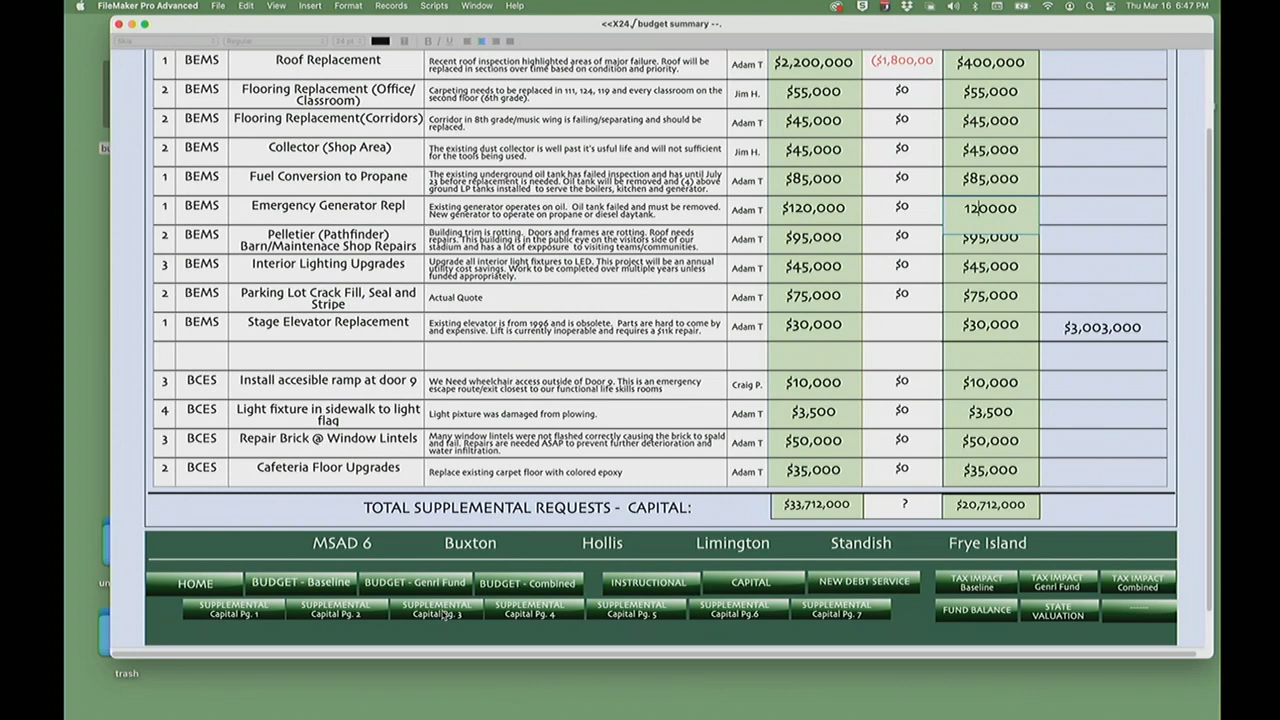 FileMaker Pro Advanced File Edit View Insert Format Records Scripts Window Help Thu Mar 16 6:47 PM
<<X24./budget summary --.
Skia Regular 24 pt B I U
1 BEMS Roof Replacement Recent roof inspection highlighted areas of major failure. Roof will be Adam T $2,200,000 ($1,800,00 $400,000
replaced in sections over time based on condition and priority.
2 BEMS Flooring Replacement (Office/ Carpeting needs to be replaced in 111, 124, 119 and every classroom on the Jim H. $55,000 $0 $55,000
Classroom) second floor (6th grade).
2 BEMS Flooring Replacement(Corridors) Corridor in 8th grade/music wing is failing/separating and should be Adam T $45,000 $0 $45,000
replaced.
2 BEMS Collector (Shop Area) The existing dust collector is well past it's usful life and will not sufficient Jim H. $45,000 $0 $45,000
for the tools being used.
1 BEMS Fuel Conversion to Propane The existing underground oil tank has failed inspection and has until July Adam T $85,000 $0 $85,000
23 before replacement is needed. Oil tank will be removed and (4) above
ground LP tanks installed to serve the boilers, kitchen and generator.
1 BEMS Emergency Generator Repl Existing generator operates on oil. Oil tank failed and must be removed. Adam T $120,000 $0 120000
New generator to operate on propane or diesel daytank.
2 BEMS Pelletier (Pathfinder) Building trim is rotting. Doors and frames are rotting. Roof needs Adam T $95,000 $0 $95,000
Barn/Maintenace Shop Repairs repairs. This building is in the public eye on the visitors side of our
stadium and has a lot of expposure to visiting teams/communities.
3 BEMS Interior Lighting Upgrades Upgrade all interior light fixtures to LED. This project will be an annual Adam T $45,000 $0 $45,000
utility cost savings. Work to be completed over multiple years unless
funded appropriately.
2 BEMS Parking Lot Crack Fill, Seal and Actual Quote Adam T $75,000 $0 $75,000
Stripe
1 BEMS Stage Elevator Replacement Existing elevator is from 1996 and is obsolete. Parts are hard to come by Adam T $30,000 $30,000 $3,003,000
and expensive. Lift is currently inoperable and requires a $11k repair.
3 BCES Install accesible ramp at door 9 We Need wheelchair access outside of Door 9. This is an emergency Craig P. $10,000 $0 $10,000
escape route/exit closest to our functional life skills rooms
4 BCES Light fixture in sidewalk to light Light pixture was damaged from plowing. Adam T $3,500 $0 $3,500
flag
3 BCES Repair Brick @ Window Lintels Many window lintels were not flashed correctly causing the brick to spald Adam T $50,000 $0 $50,000
and fail. Repairs are needed ASAP to prevent further deterioration and
water infiltration.
2 BCES Cafeteria Floor Upgrades Replace existing carpet floor with colored epoxy Adam T $35,000 $0 $35,000
TOTAL SUPPLEMENTAL REQUESTS - CAPITAL: $33,712,000 ? $20,712,000
MSAD 6 Buxton Hollis Limington Standish Frye Island
HOME BUDGET - Baseline BUDGET - Genrl Fund BUDGET - Combined INSTRUCTIONAL CAPITAL NEW DEBT SERVICE TAX IMPACT Baseline TAX IMPACT Genrl Fund TAX IMPACT Combined
SUPPLEMENTAL Capital Pg. 1 SUPPLEMENTAL Capital Pg. 2 SUPPLEMENTAL Capital Pg. 3 SUPPLEMENTAL Capital Pg. 4 SUPPLEMENTAL Capital Pg. 5 SUPPLEMENTAL Capital Pg.6 SUPPLEMENTAL Capital Pg. 7 FUND BALANCE STATE VALUATION
trash